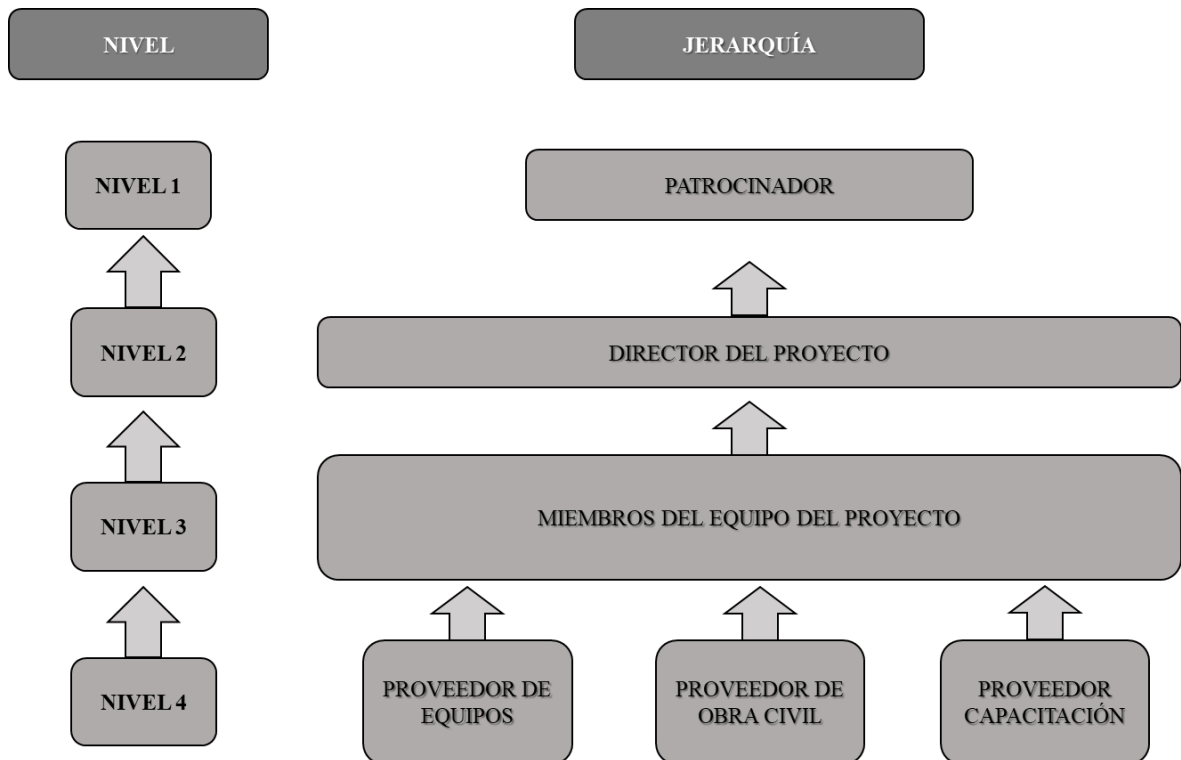 NIVEL
JERARQUÍA
NIVEL 1
PATROCINADOR
NIVEL 2
DIRECTOR DEL PROYECTO
NIVEL 3
MIEMBROS DEL EQUIPO DEL PROYECTO
NIVEL 4
PROVEEDOR DE
EQUIPOS
PROVEEDOR DE
OBRA CIVIL
PROVEEDOR
CAPACITACIÓN